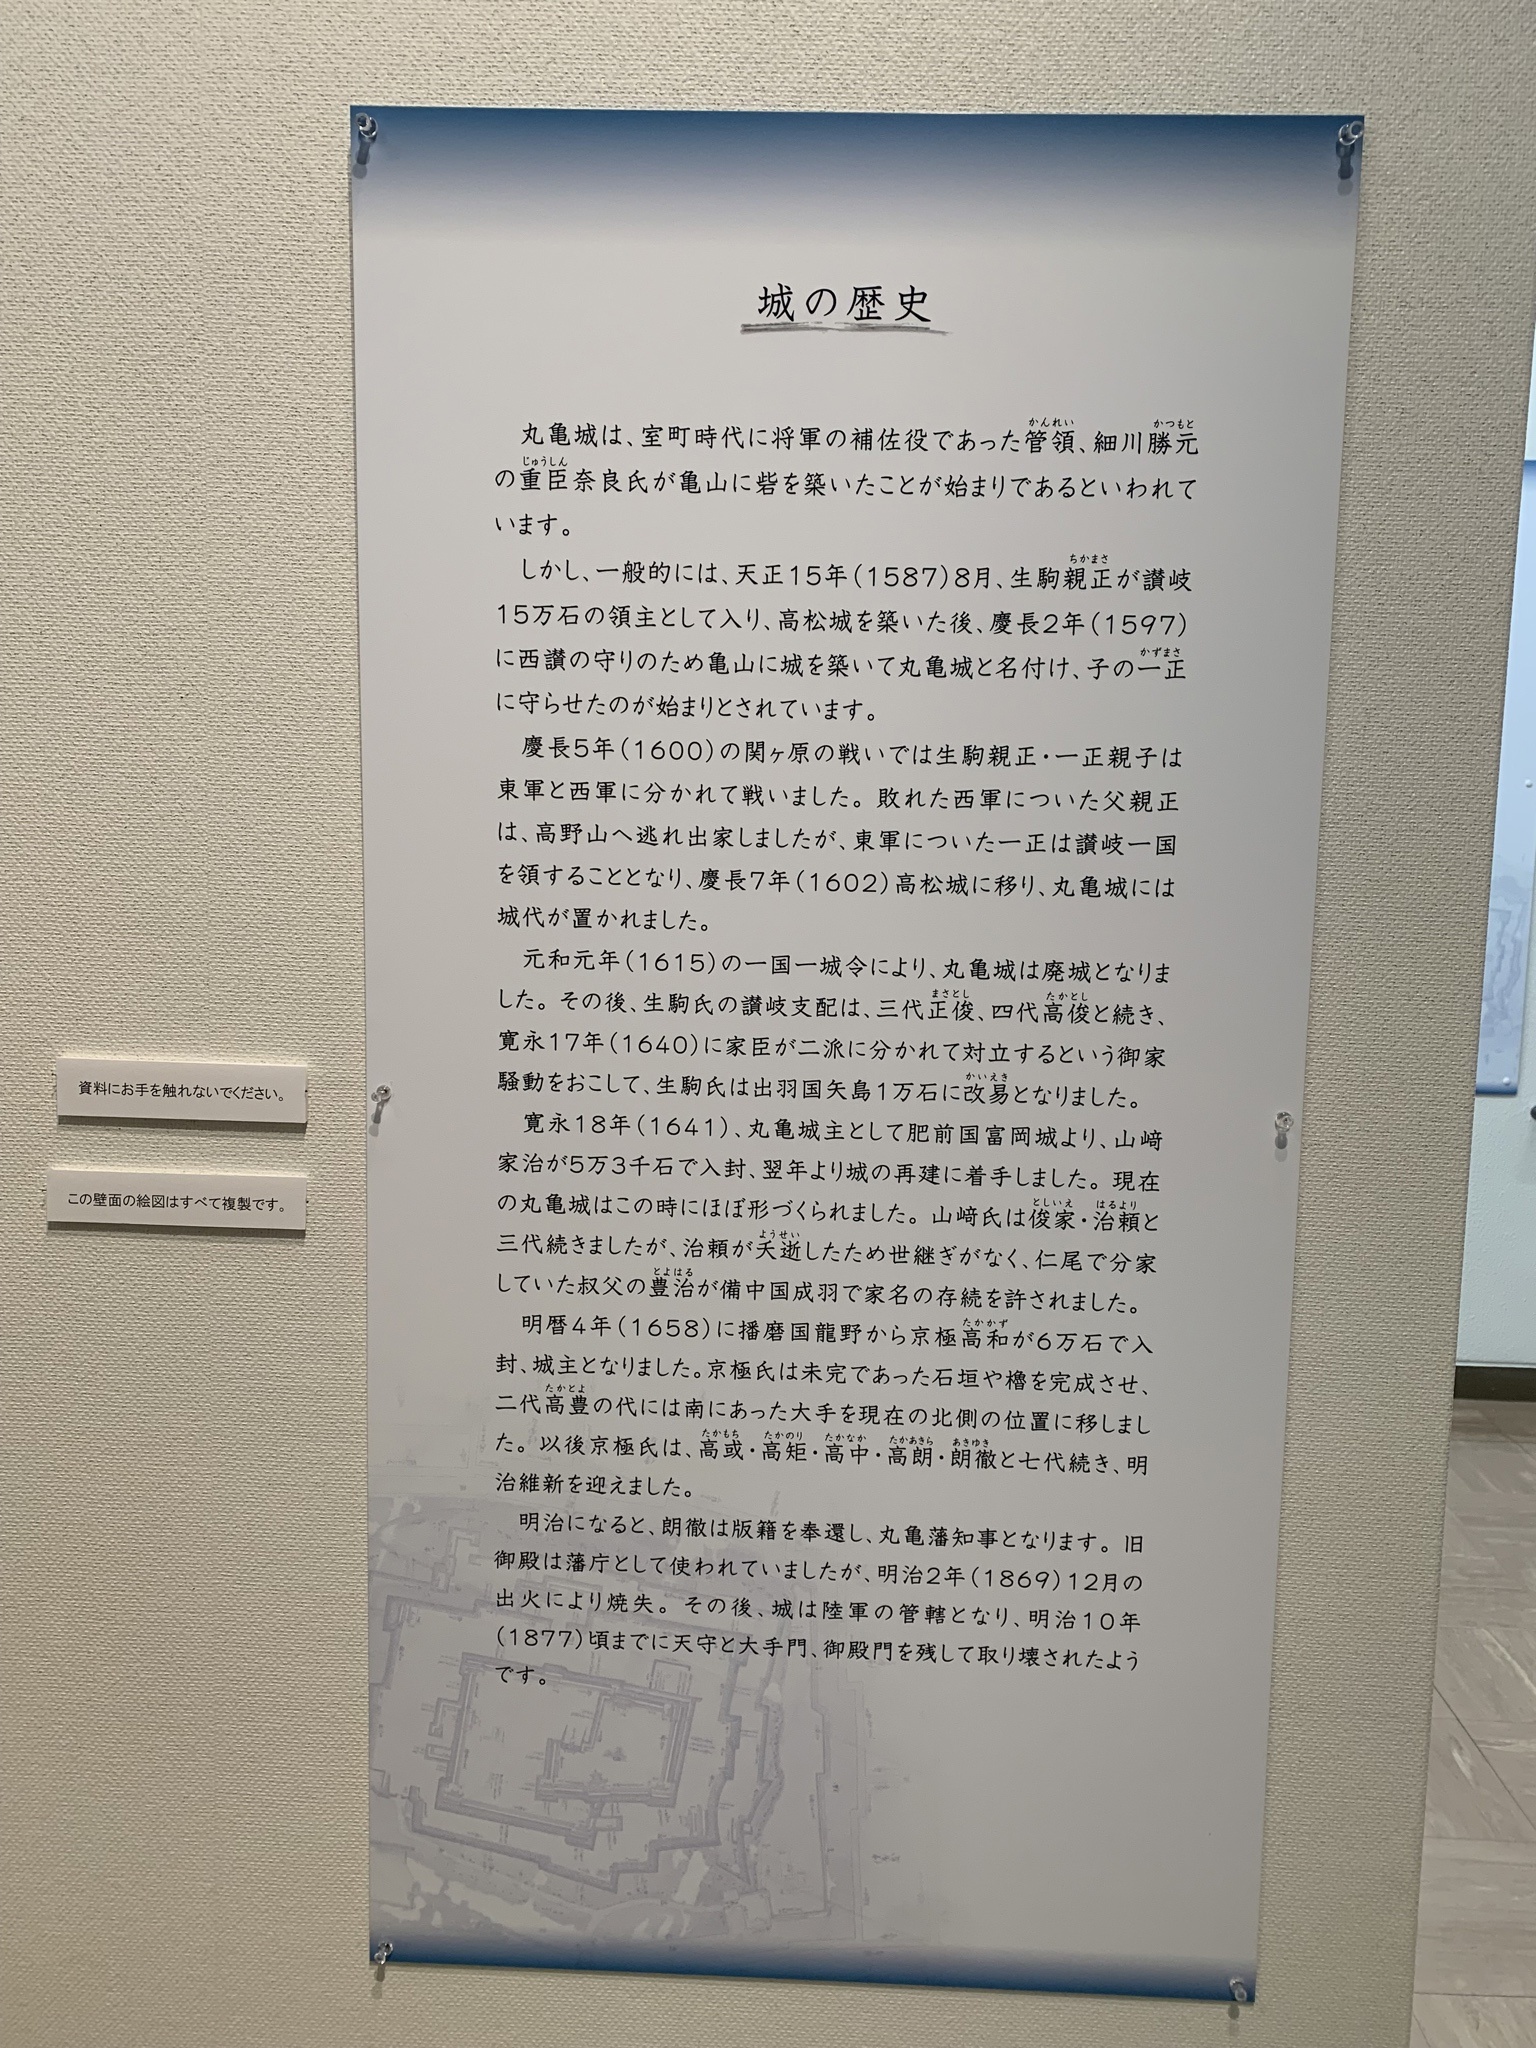 城の歴史
丸亀城は、室町時代に将軍の補佐役であった管領、細川勝元
の重臣奈良氏が亀山に砦を築いたことが始まりであるといわれて
います。
しかし、一般的には、天正15年(1587)8月、生駒親正が讃岐
15万石の領主として入り、高松城を築いた後、慶長2年(1597)
に西讃の守りのため亀山に城を築いて丸亀城と名付け、子の一正
に守らせたのが始まりとされています。
慶長5年(1600)の関ヶ原の戦いでは生駒親正・一正親子は
東軍と西軍に分かれて戦いました。敗れた西軍についた父親正
は、高野山へ逃れ出家しましたが、東軍についた一正は讃岐一国
を領することとなり、慶長7年(1602)高松城に移り、丸亀城には
城代が置かれました。
元和元年(1615)の一国一城令により、丸亀城は廃城となりま
した。その後、生駒氏の讃岐支配は、三代正俊、四代高俊と続き、
寛永17年(1640)に家臣が二派に分かれて対立するという御家
騒動をおこして、生駒氏は出羽国矢島1万石に改易となりました。
寛永18年(1641)、丸亀城主として肥前国富岡城より、山﨑
家治が5万3千石で入封、翌年より城の再建に着手しました。現在
の丸亀城はこの時にほぼ形づくられました。山﨑氏は俊家・治頼と
三代続きましたが、治頼が夭逝したため世継ぎがなく、仁尾で分家
していた叔父の豊治が備中国成羽で家名の存続を許されました。
明暦4年(1658)に播磨国龍野から京極高和が6万石で入
封、城主となりました。京極氏は未完であった石垣や櫓を完成させ、
二代高豊の代には南にあった大手を現在の北側の位置に移しまし
た。以後京極氏は、高或・高矩・高中・高朗・朗徹と七代続き、明
治維新を迎えました。
明治になると、朗徹は版籍を奉還し、丸亀藩知事となります。旧
御殿は藩庁として使われていましたが、明治2年(1869)12月の
出火により焼失。その後、城は陸軍の管轄となり、明治10年
(1877)頃までに天守と大手門、御殿門を残して取り壊されたよう
です。
資料にお手を触れないでください。
この壁面の絵図はすべて複製です。